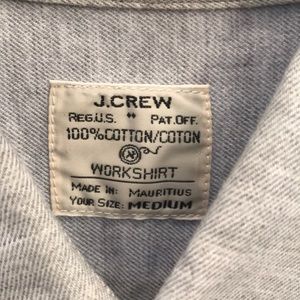 J.CREW
REG.U.S. PAT.OFF.
100%COTTON/COTON
WORKSHIRT
MADE IN: MAURITIUS
YOUR SIZE: MEDIUM